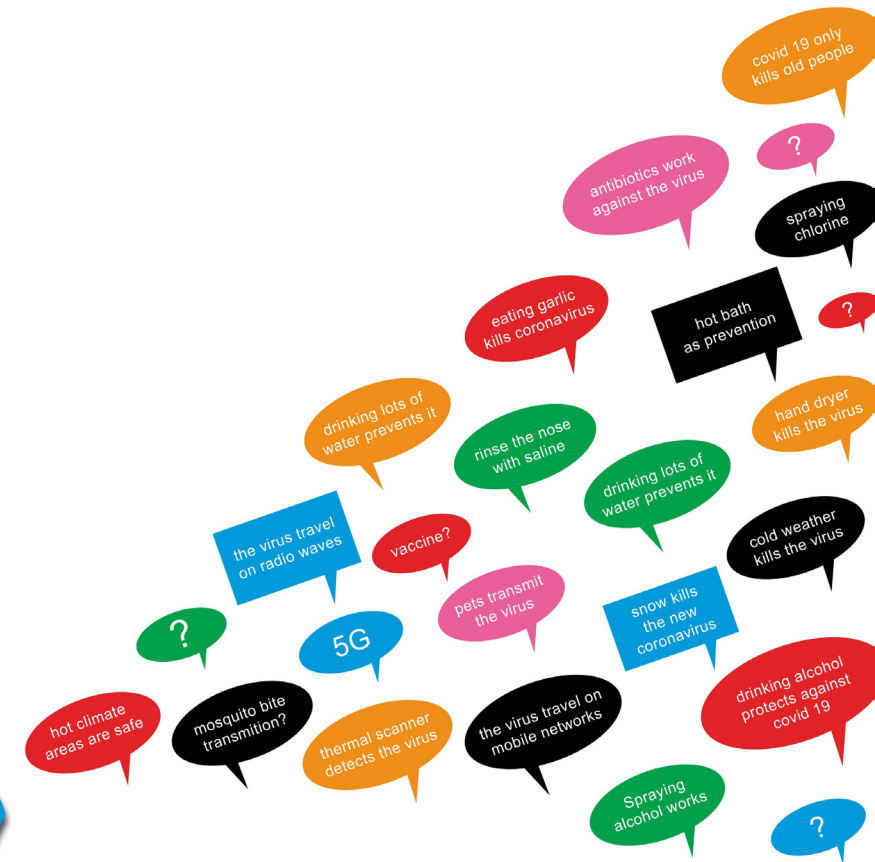 covid 19 only
kills old people
?
antibiotics work
against the virus
spraying
chlorine
eating garlic
kills coronavirus
hot bath
as prevention
?
drinking lots of
water prevents it
rinse the nose
with saline
drinking lots of
water prevents it
hand dryer
kills the virus
the virus travel
on radio waves
vaccine?
cold weather
kills the virus
pets transmit
the virus
snow kills
the new
coronavirus
?
5G
hot climate
areas are safe
mosquito bite
transmition?
thermal scanner
detects the virus
the virus travel on
mobile networks
drinking alcohol
protects against
covid 19
Spraying
alcohol works
?